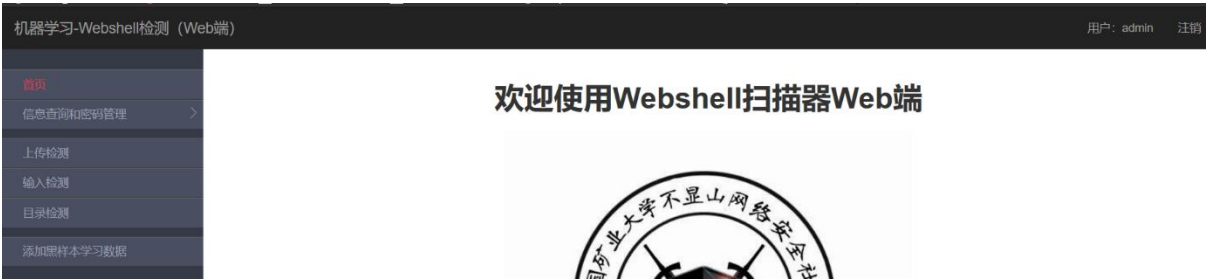 机器学习-Webshell检测（Web端）
用户：admin 注销
首页
信息查询和密码管理
上传检测
输入检测
目录检测
添加黑样本学习数据
欢迎使用Webshell扫描器Web端
国矿业大学不显山网络安全社